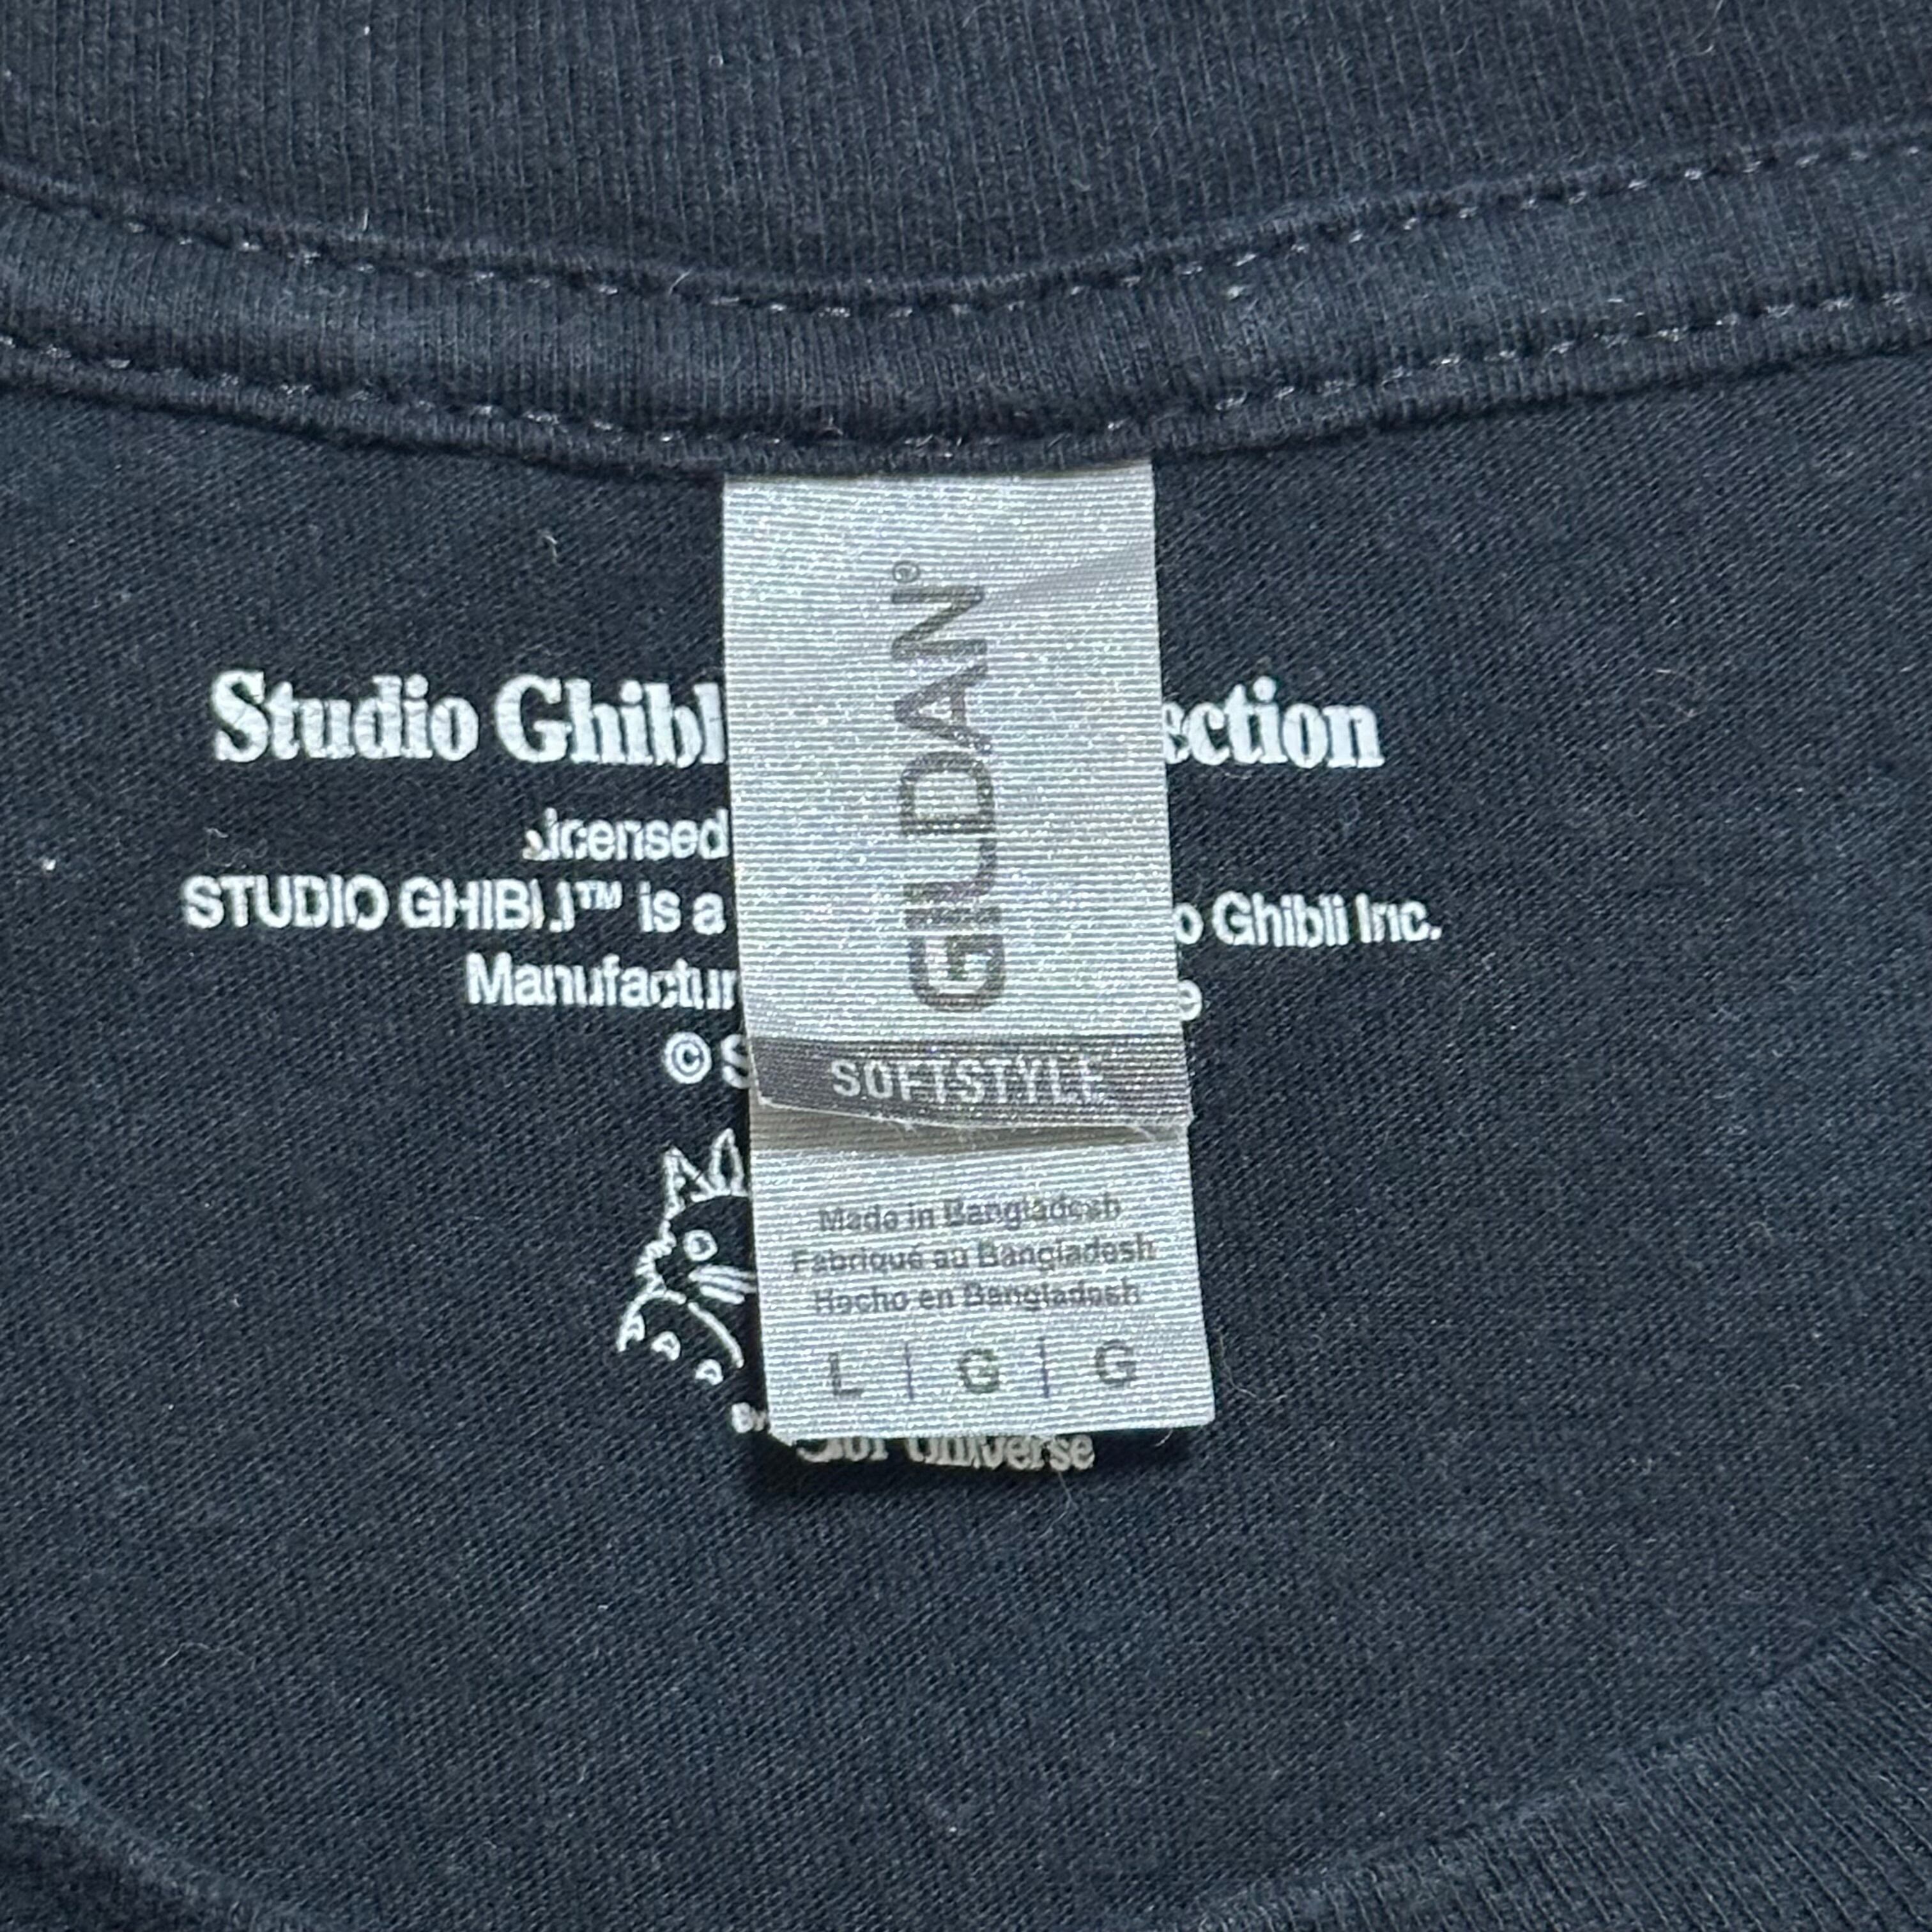 GILDAN®
SOFTSTYLE
Made in Bangladesh
Fabriqué au Bangladesh
Hecho en Bangladesh
L | G | G
Studio Ghibl ection
Licensed
STUDIO GHIBLI™ is a o Ghibli Inc.
Manufactur e
© S
Universe